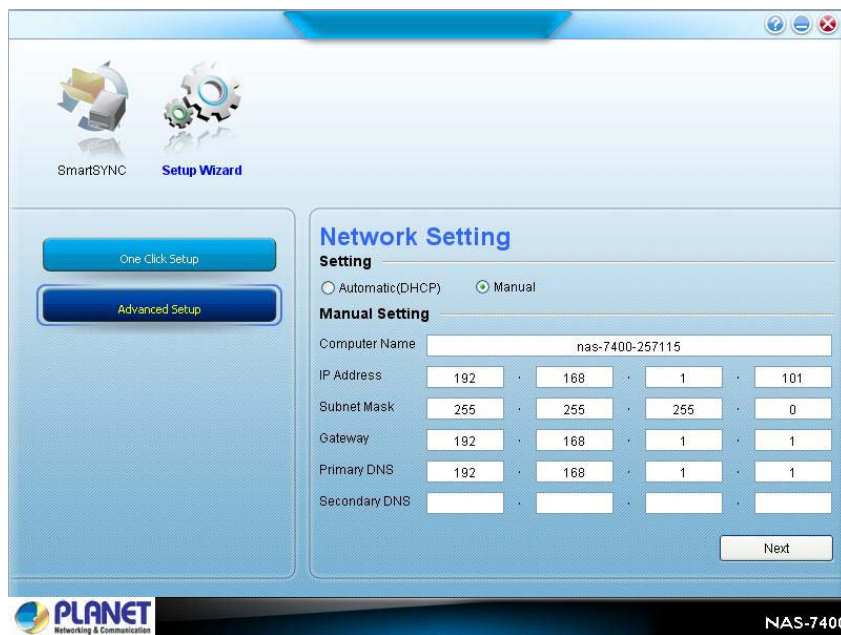 SmartSYNC
Setup Wizard
One Click Setup
Advanced Setup
Network Setting
Setting
Automatic(DHCP) Manual
Manual Setting
Computer Name nas-7400-257115
IP Address 192 . 168 . 1 . 101
Subnet Mask 255 . 255 . 255 . 0
Gateway 192 . 168 . 1 . 1
Primary DNS 192 . 168 . 1 . 1
Secondary DNS . . .
Next
PLANET
Networking & Communication
NAS-7400